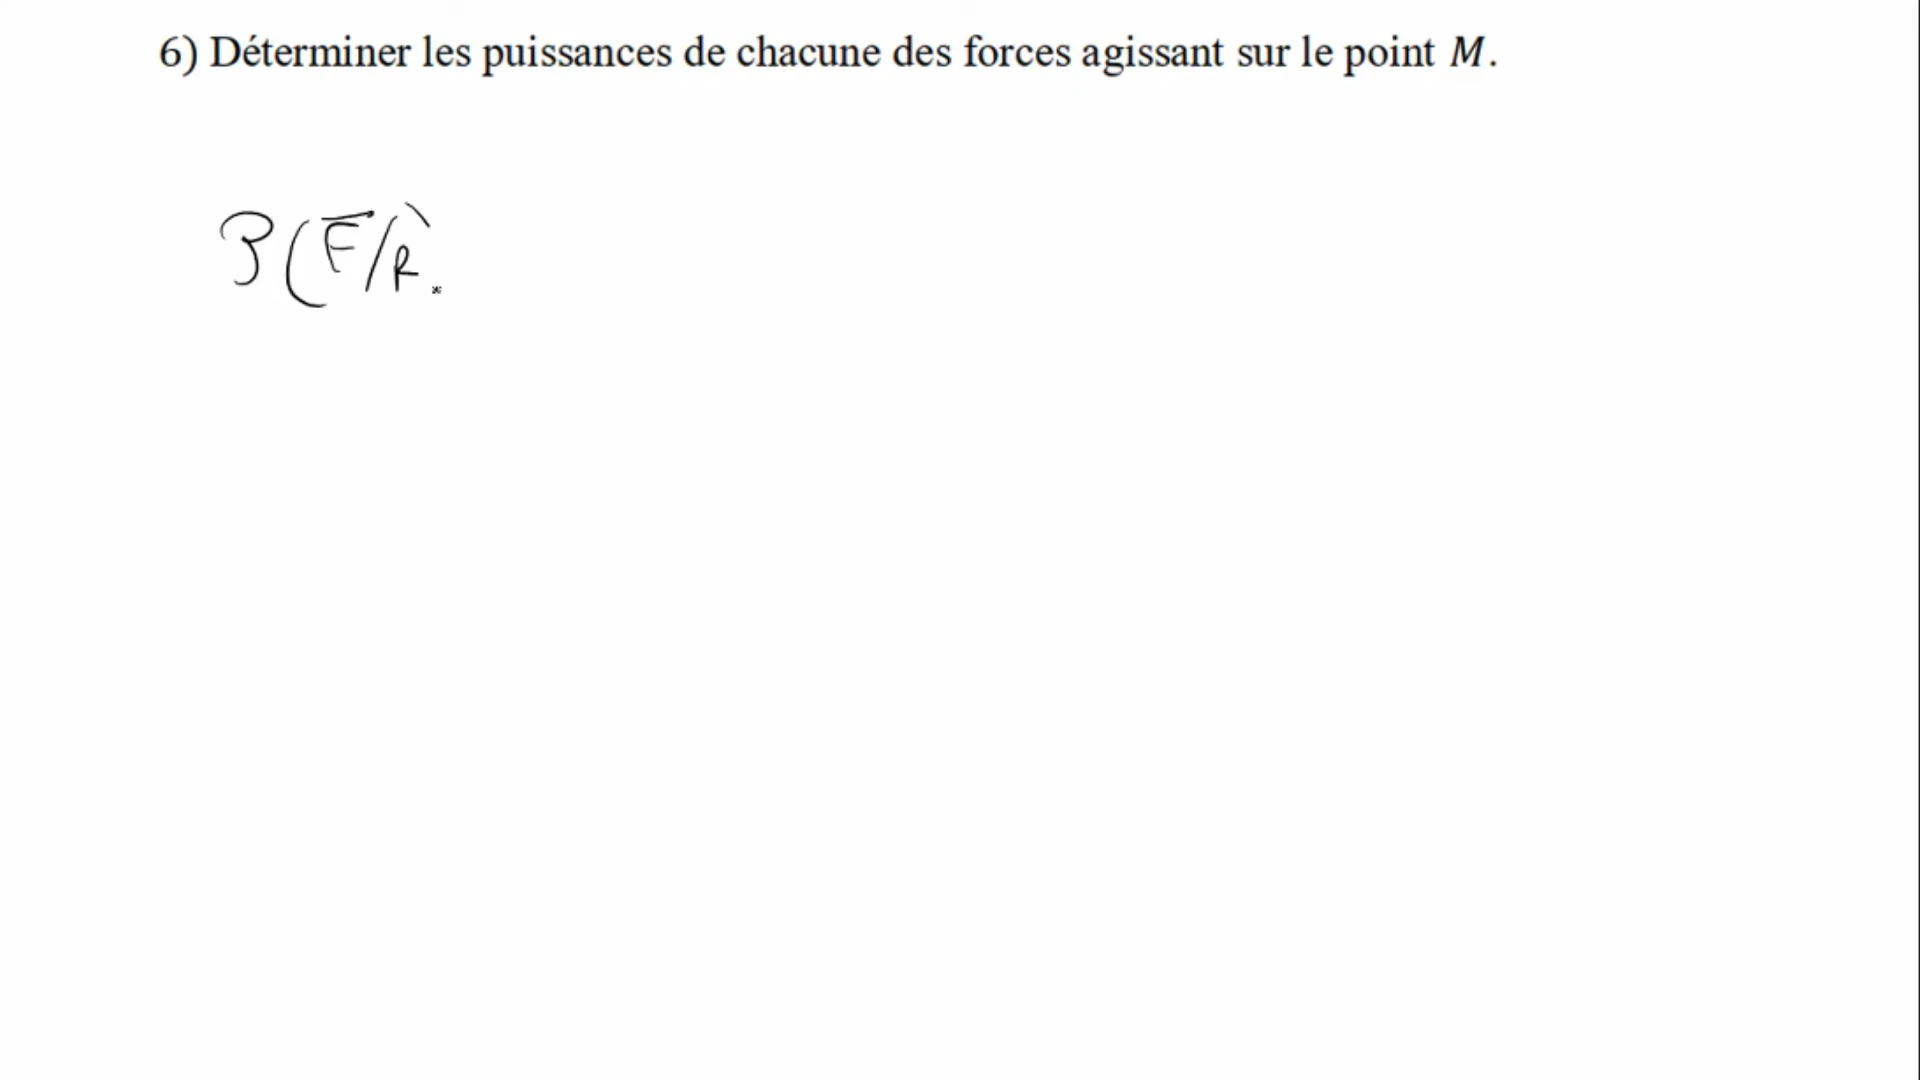 6) Déterminer les puissances de chacune des forces agissant sur le point M.
P(F⃗/R)